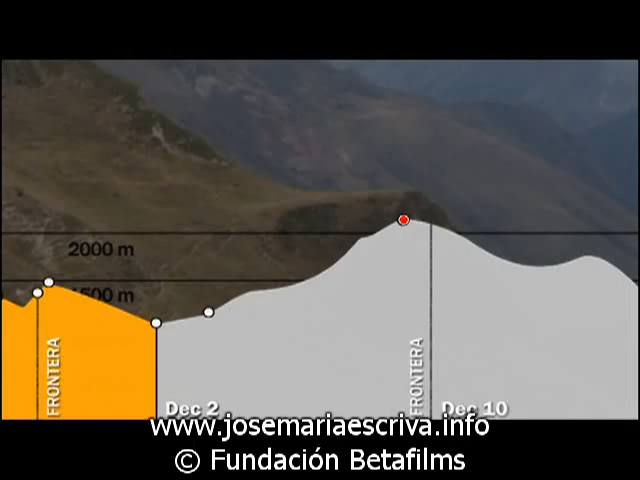 2000 m
1500 m
FRONTERA
FRONTERA
Dec 2
Dec 10
www.josemariaescriva.info
© Fundación Betafilms